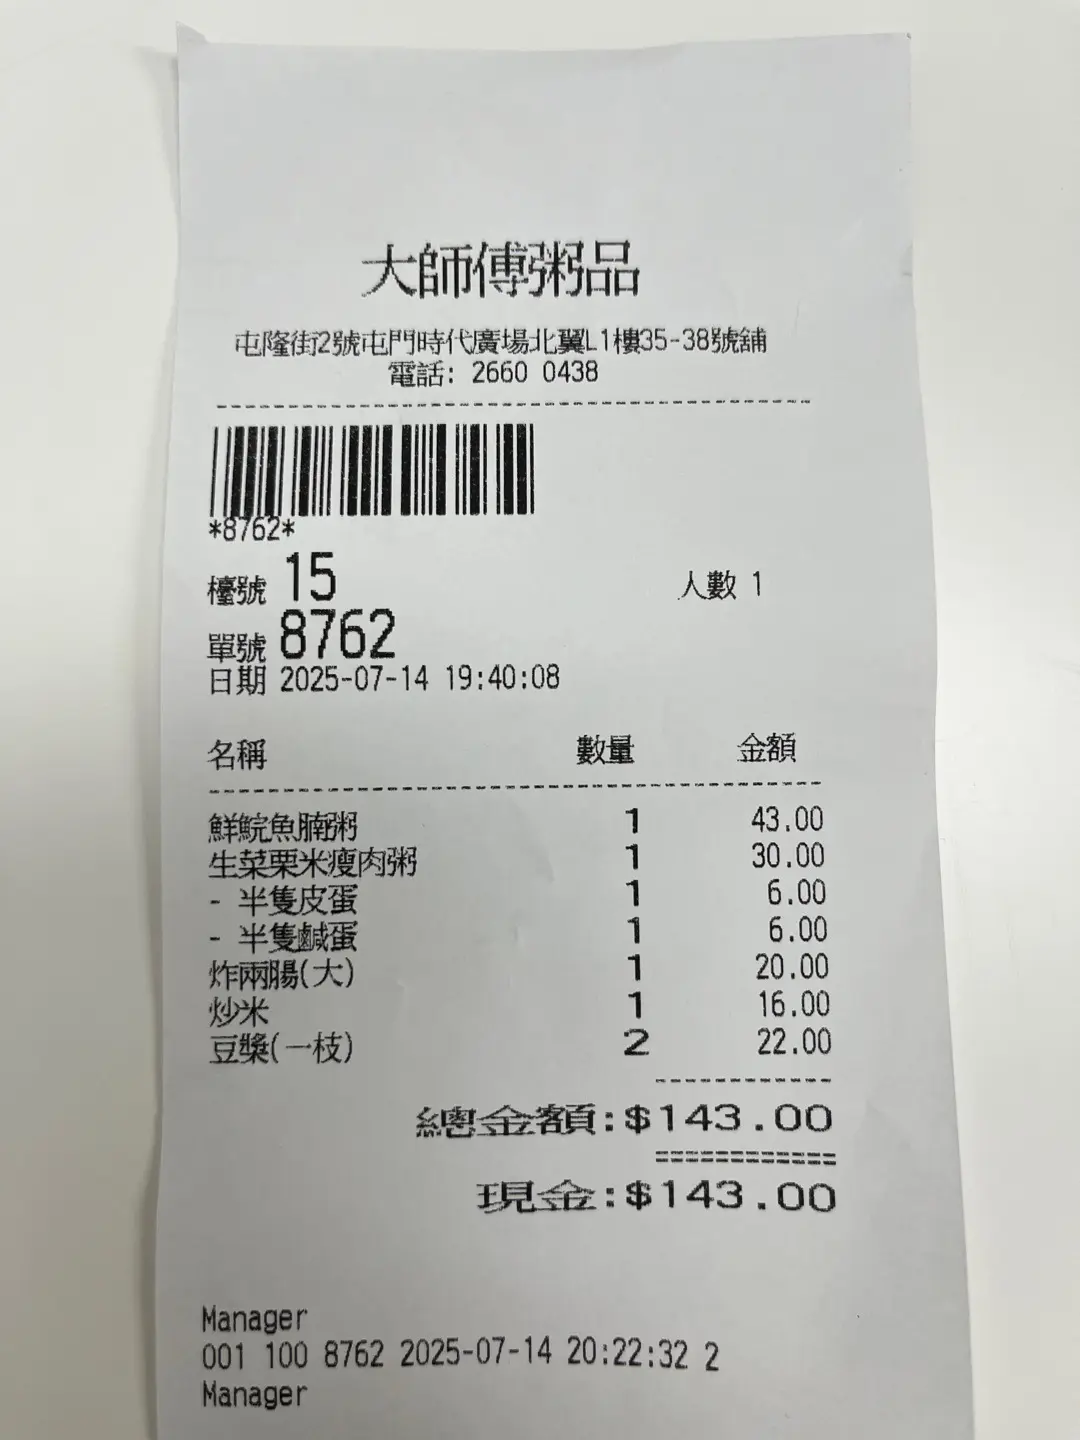 大師傅粥品
屯隆街2號屯門時代廣場北翼L1樓35-38號舖
電話: 2660 0438
*8762*
檯號 15 人數 1
單號 8762
日期 2025-07-14 19:40:08
名稱 數量 金額
鮮鯇魚腩粥 1 43.00
生菜粟米瘦肉粥 1 30.00
- 半隻皮蛋 1 6.00
- 半隻鹹蛋 1 6.00
炸兩腸(大) 1 20.00
炒米 1 16.00
豆漿(一枝) 2 22.00
總金額:$143.00
============
現金:$143.00
Manager
001 100 8762 2025-07-14 20:22:32 2
Manager